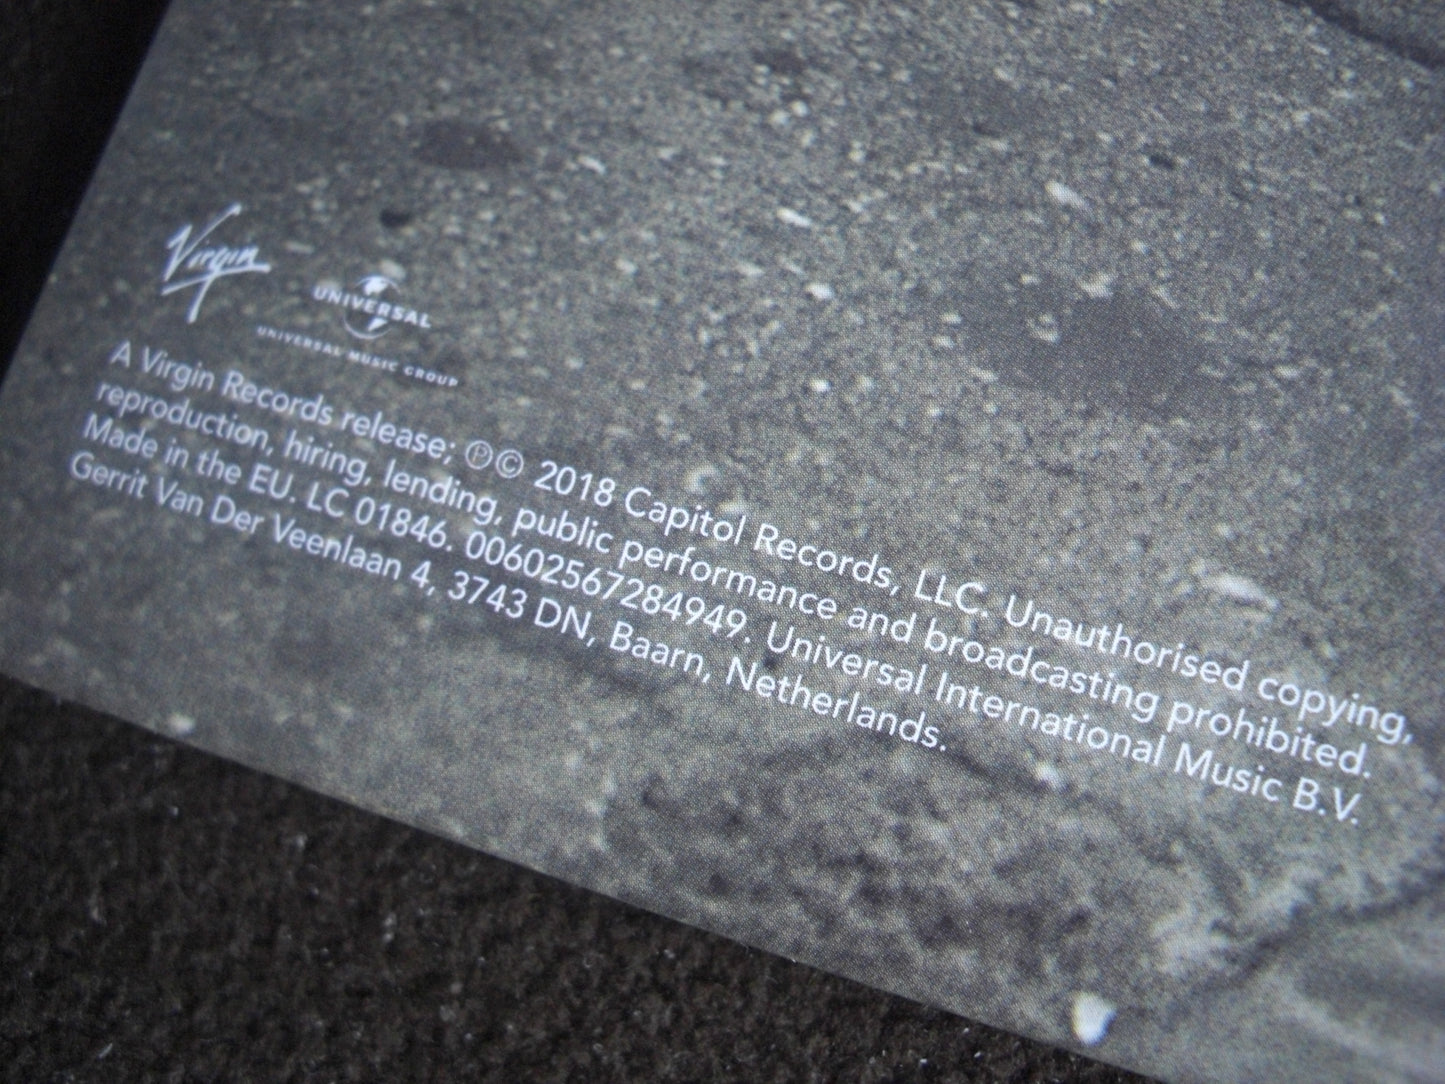 Virgin
UNIVERSAL
UNIVERSAL MUSIC GROUP
A Virgin Records release; ℗© 2018 Capitol Records, LLC. Unauthorised copying,
reproduction, hiring, lending, public performance and broadcasting prohibited.
Made in the EU. LC 01846. 00602567284949. Universal International Music B.V.
Gerrit Van Der Veenlaan 4, 3743 DN, Baarn, Netherlands.